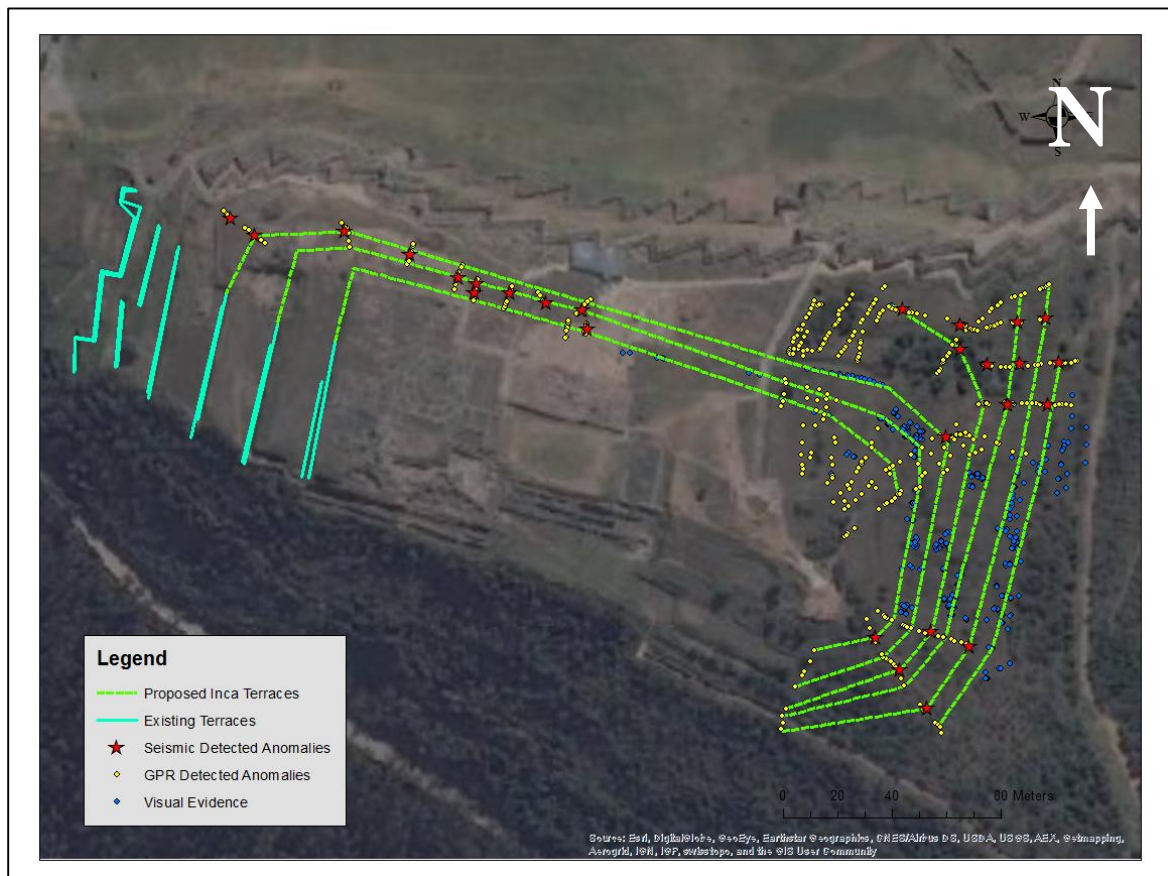 N
N
W
S
Legend
Proposed Inca Terraces
Existing Terraces
Seismic Detected Anomalies
GPR Detected Anomalies
Visual Evidence
0 20 40 80 Meters
Source: Esri, DigitalGlobe, GeoEye, Earthstar Geographics, CNES/Airbus DS, USDA, USGS, AEX, Getmapping,
Aerogrid, IGN, IGP, swisstopo, and the GIS User Community